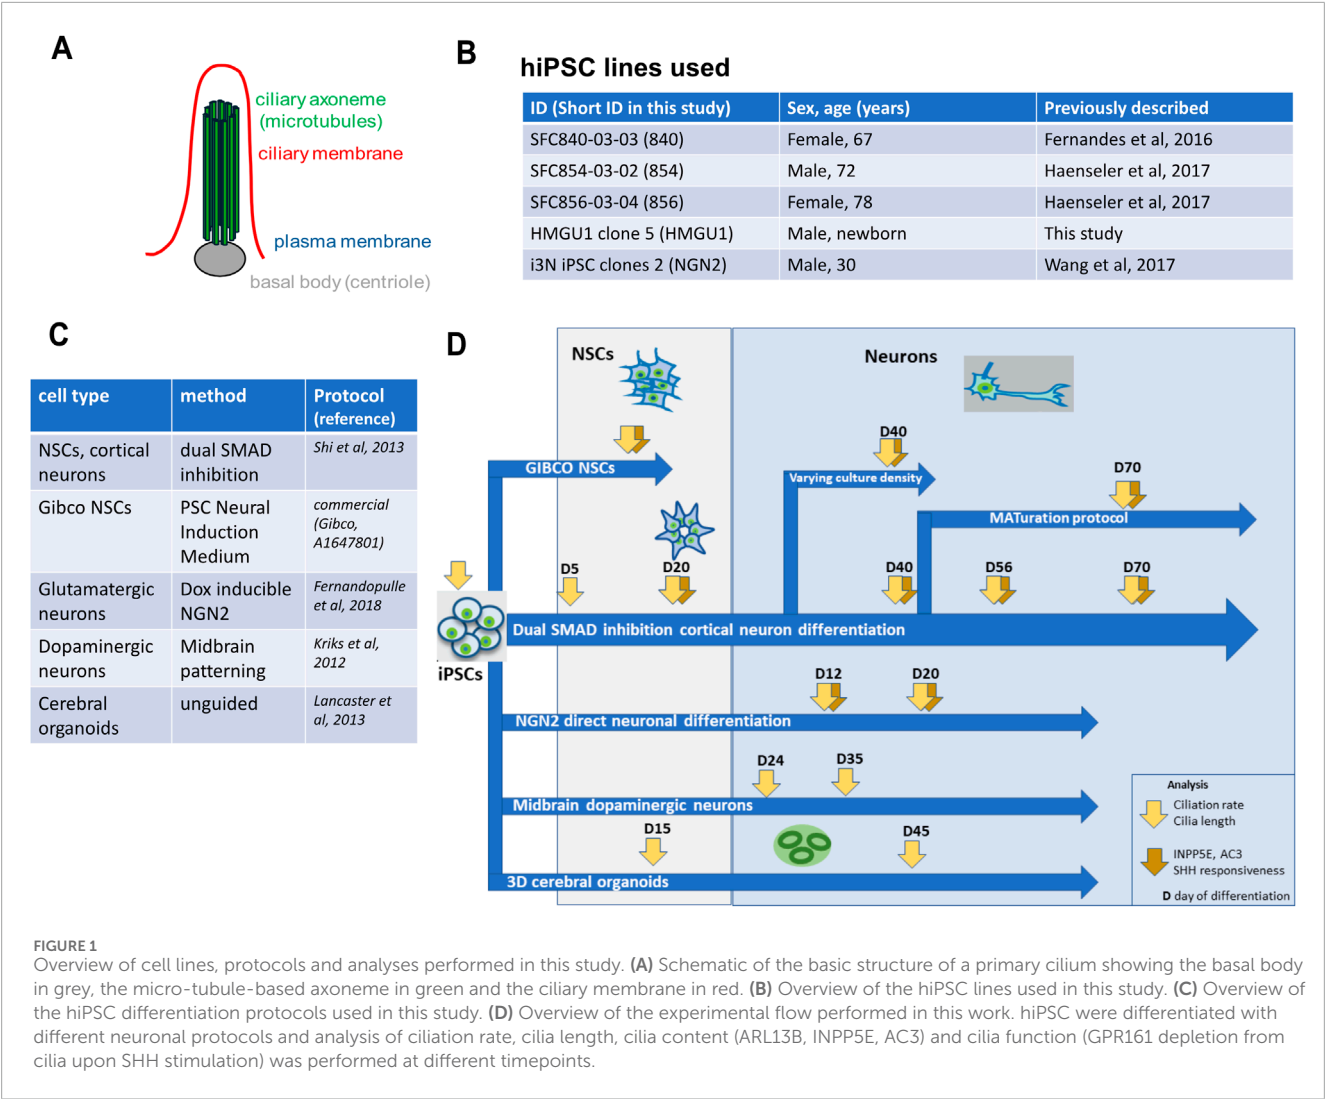 A
ciliary axoneme
(microtubules)
ciliary membrane
plasma membrane
basal body (centriole)
B
hiPSC lines used
ID (Short ID in this study) Sex, age (years) Previously described
SFC840-03-03 (840) Female, 67 Fernandes et al, 2016
SFC854-03-02 (854) Male, 72 Haenseler et al, 2017
SFC856-03-04 (856) Female, 78 Haenseler et al, 2017
HMGU1 clone 5 (HMGU1) Male, newborn This study
i3N iPSC clones 2 (NGN2) Male, 30 Wang et al, 2017
C
cell type method Protocol
(reference)
NSCs, cortical dual SMAD Shi et al, 2013
neurons inhibition
Gibco NSCs PSC Neural commercial
Induction (Gibco,
Medium A1647801)
Glutamatergic Dox inducible Fernandopulle
neurons NGN2 et al, 2018
Dopaminergic Midbrain Kriks et al,
neurons patterning 2012
Cerebral unguided Lancaster et
organoids al, 2013
D
NSCs
Neurons
D40
GIBCO NSCs
Varying culture density
D70
MATuration protocol
D5
D20
D40
D56
D70
Dual SMAD inhibition cortical neuron differentiation
iPSCs
D12
D20
NGN2 direct neuronal differentiation
D24
D35
Midbrain dopaminergic neurons
D15
D45
3D cerebral organoids
Analysis
Ciliation rate
Cilia length
INPP5E, AC3
SHH responsiveness
D day of differentiation
FIGURE 1
Overview of cell lines, protocols and analyses performed in this study. (A) Schematic of the basic structure of a primary cilium showing the basal body
in grey, the micro-tubule-based axoneme in green and the ciliary membrane in red. (B) Overview of the hiPSC lines used in this study. (C) Overview of
the hiPSC differentiation protocols used in this study. (D) Overview of the experimental flow performed in this work. hiPSC were differentiated with
different neuronal protocols and analysis of ciliation rate, cilia length, cilia content (ARL13B, INPP5E, AC3) and cilia function (GPR161 depletion from
cilia upon SHH stimulation) was performed at different timepoints.